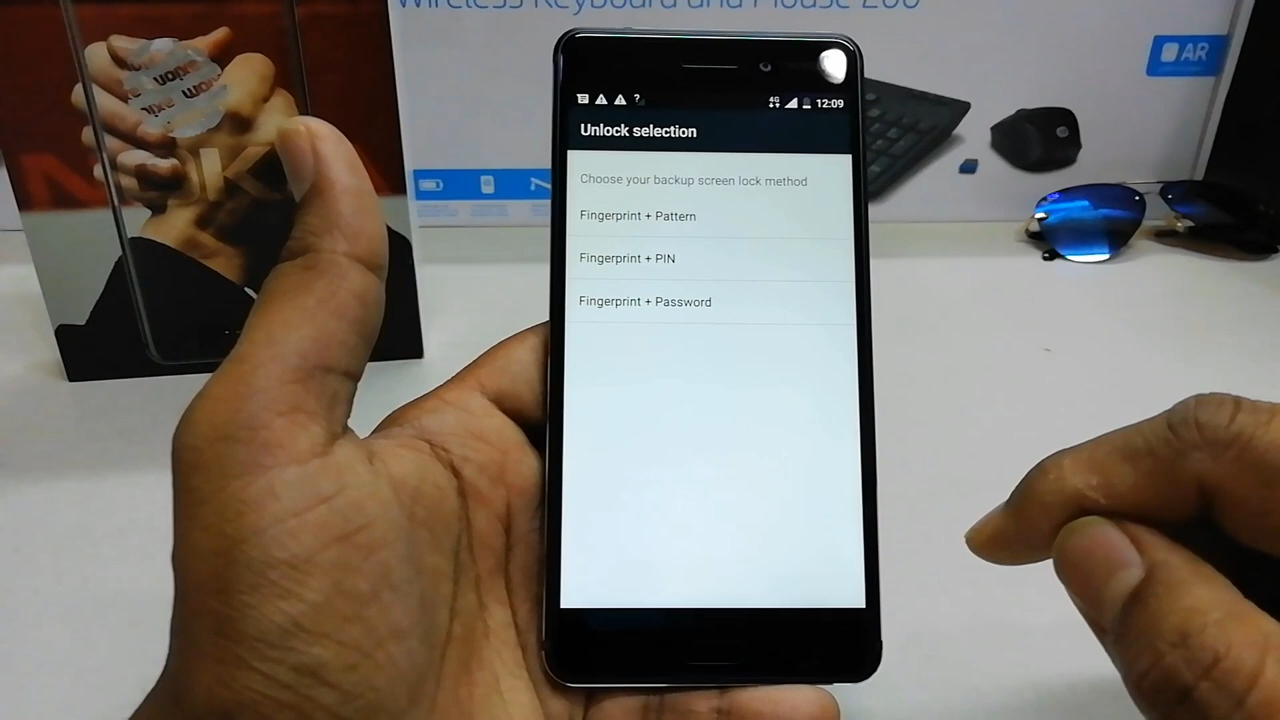 Wireless Keyboard and Mouse 200
AR
4G
12:09
?
Unlock selection
Choose your backup screen lock method
Fingerprint + Pattern
Fingerprint + PIN
Fingerprint + Password